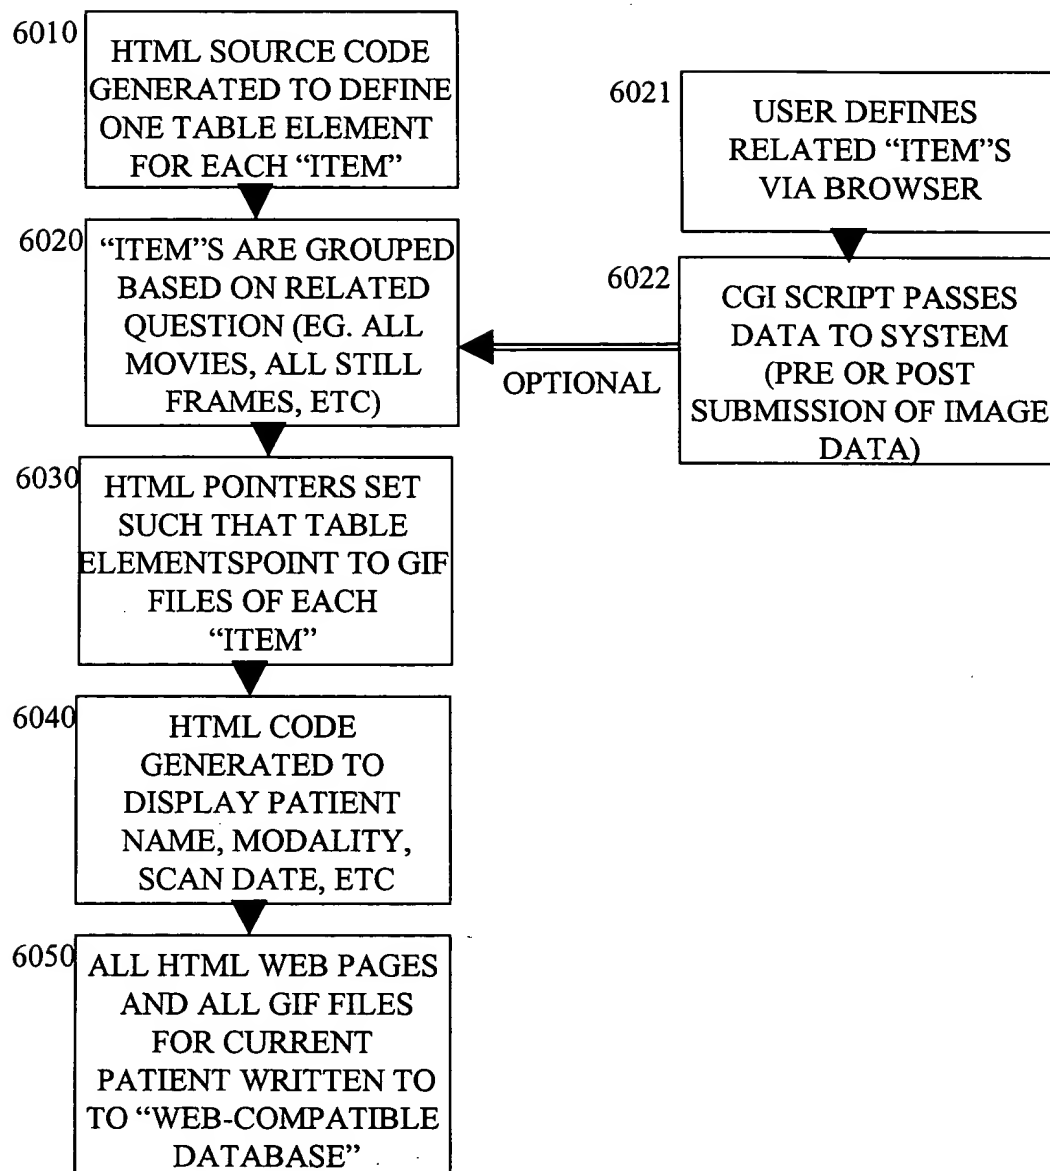 6010
HTML SOURCE CODE
GENERATED TO DEFINE
ONE TABLE ELEMENT
FOR EACH “ITEM”
6020
“ITEM”S ARE GROUPED
BASED ON RELATED
QUESTION (EG. ALL
MOVIES, ALL STILL
FRAMES, ETC)
6021
USER DEFINES
RELATED “ITEM”S
VIA BROWSER
6022
CGI SCRIPT PASSES
DATA TO SYSTEM
(PRE OR POST
SUBMISSION OF IMAGE
DATA)
OPTIONAL
6030
HTML POINTERS SET
SUCH THAT TABLE
ELEMENTSPOINT TO GIF
FILES OF EACH
“ITEM”
6040
HTML CODE
GENERATED TO
DISPLAY PATIENT
NAME, MODALITY,
SCAN DATE, ETC
6050
ALL HTML WEB PAGES
AND ALL GIF FILES
FOR CURRENT
PATIENT WRITTEN TO
TO “WEB-COMPATIBLE
DATABASE”